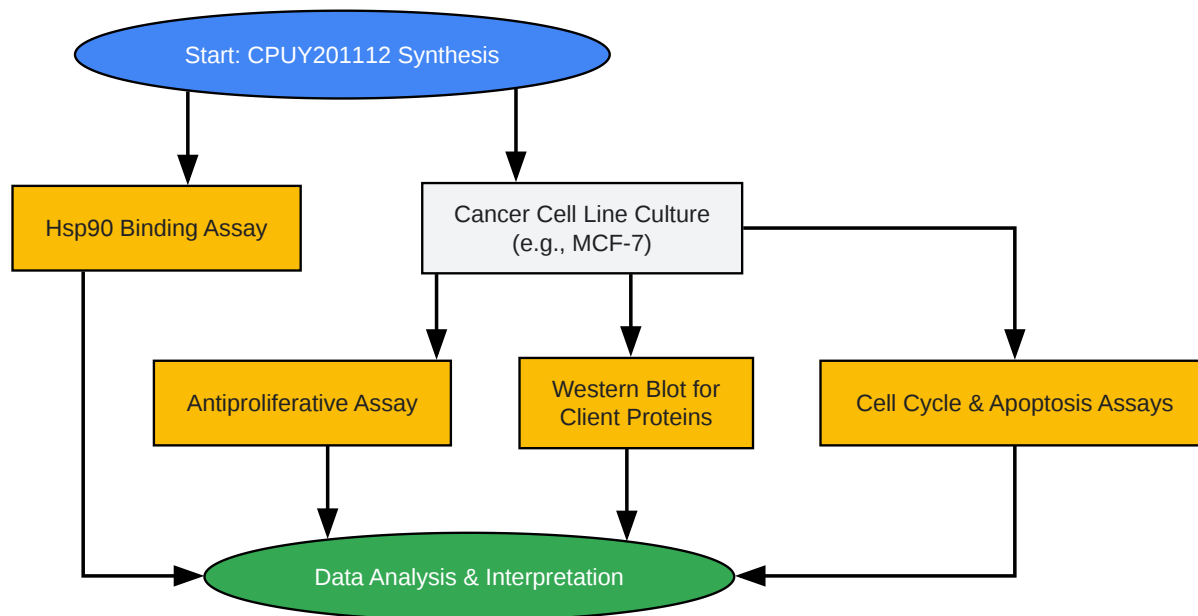 Start: CPUY201112 Synthesis
Hsp90 Binding Assay
Cancer Cell Line Culture
(e.g., MCF-7)
Antiproliferative Assay
Western Blot for
Client Proteins
Cell Cycle & Apoptosis Assays
Data Analysis & Interpretation